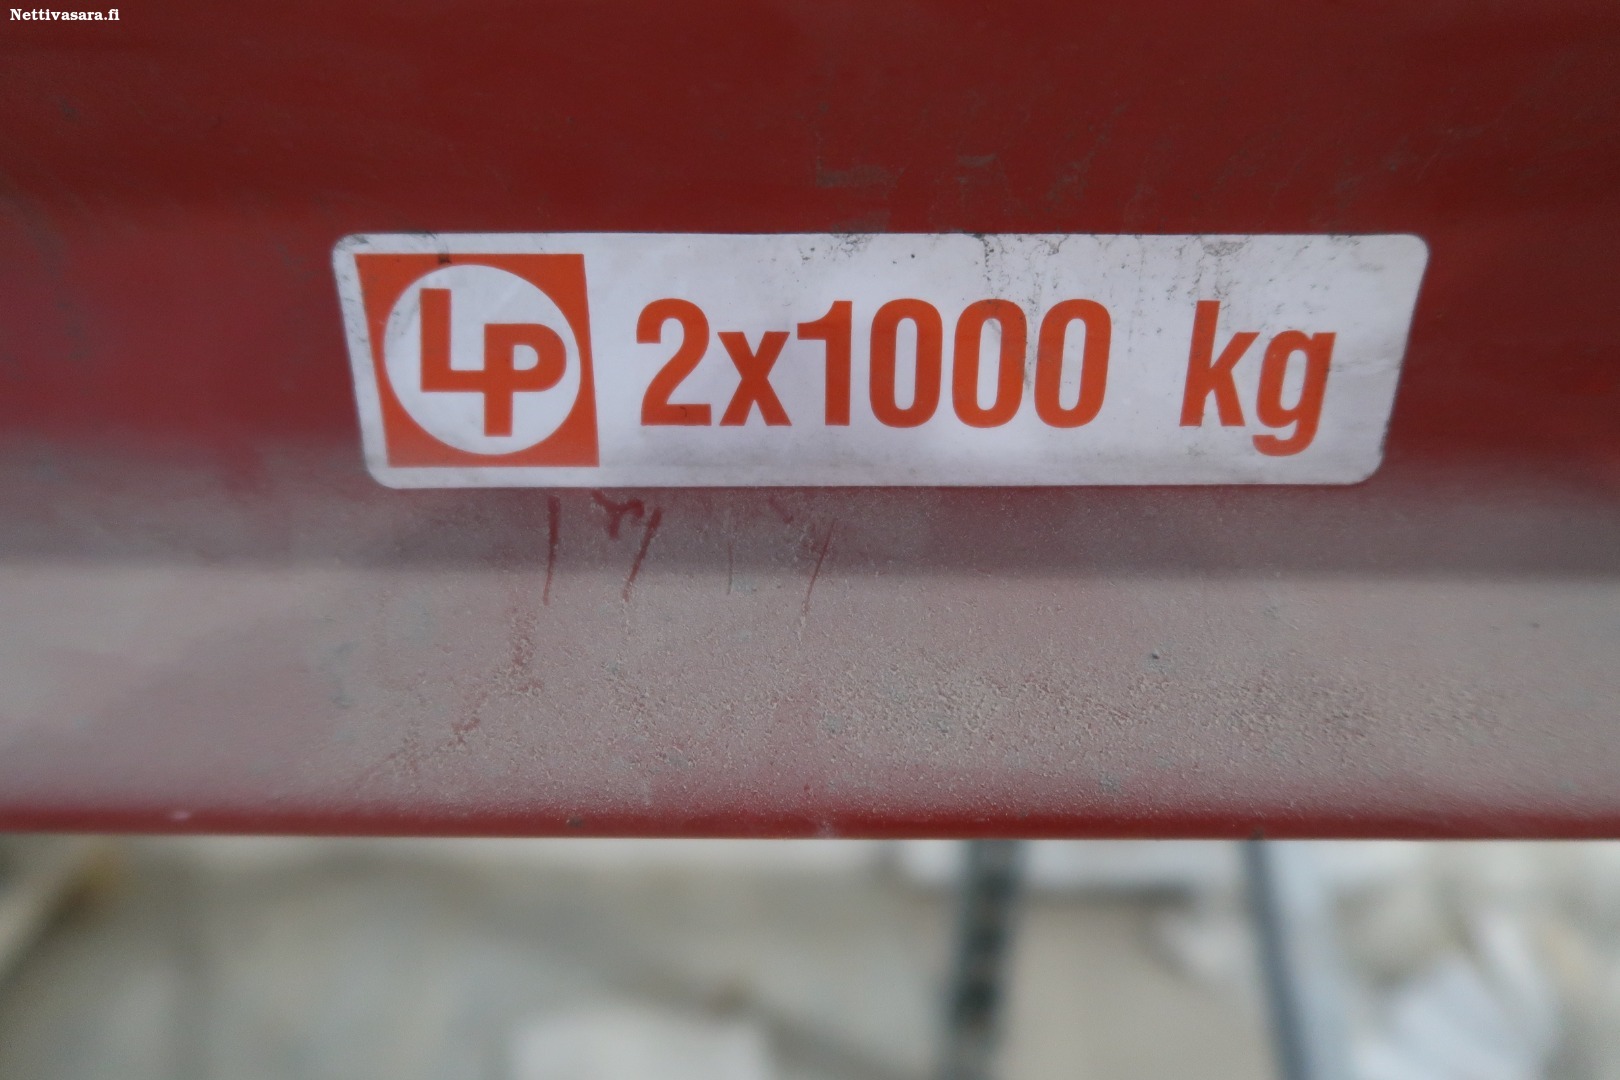 Nettivasara.fi
LP 2x1000 kg